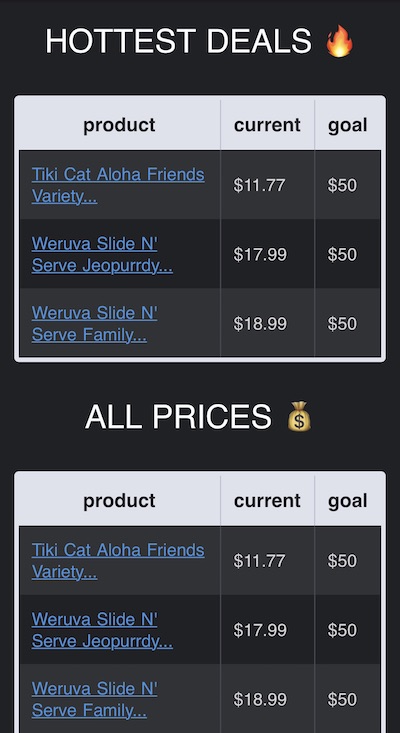 HOTTEST DEALS 🔥
product current goal
Tiki Cat Aloha Friends
Variety... $11.77 $50
Weruva Slide N'
Serve Jeopurrdy... $17.99 $50
Weruva Slide N'
Serve Family... $18.99 $50
ALL PRICES 💰
product current goal
Tiki Cat Aloha Friends
Variety... $11.77 $50
Weruva Slide N'
Serve Jeopurrdy... $17.99 $50
Weruva Slide N'
Serve Family... $18.99 $50